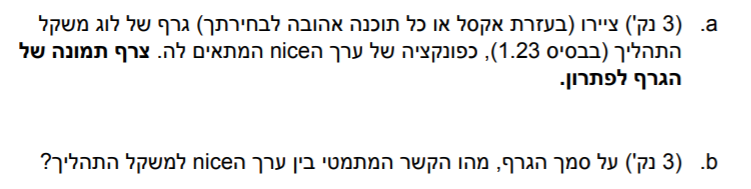 a. (3 נק') ציירו (בעזרת אקסל או כל תוכנה אהובה לבחירתך) גרף של לוג משקל
התהליך (בבסיס 1.23), כפונקציה של ערך הnice המתאים לה. צרף תמונה של
הגרף לפתרון.
b. (3 נק') על סמך הגרף, מהו הקשר המתמטי בין ערך הnice למשקל התהליך?